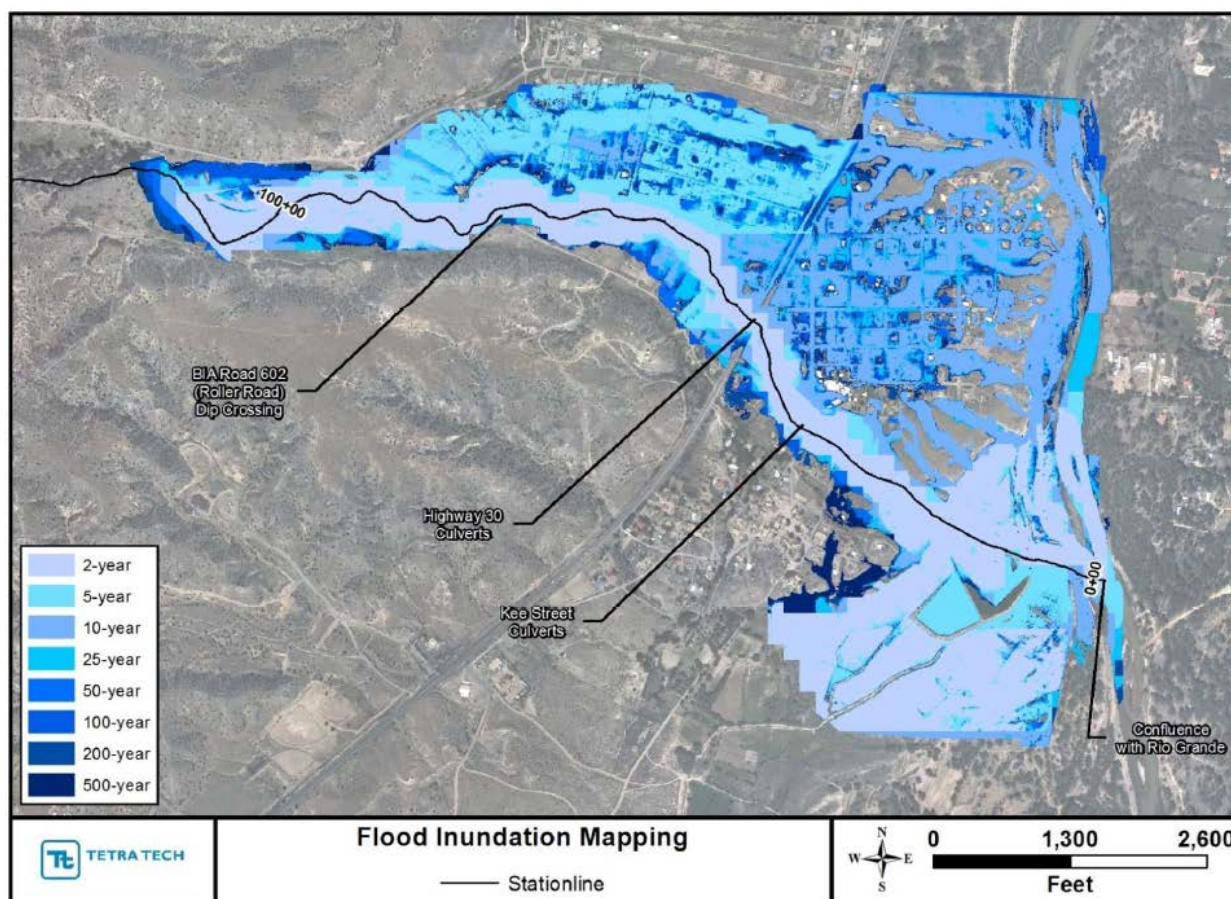 100+00
BIA Road 602
(Roller Road)
Dip Crossing
Highway 30
Culverts
Kee Street
Culverts
0+00
Confluence
with Rio Grande
2-year
5-year
10-year
25-year
50-year
100-year
200-year
500-year
Tt TETRA TECH
Flood Inundation Mapping
Stationline
N
W E
S
0 1,300 2,600
Feet